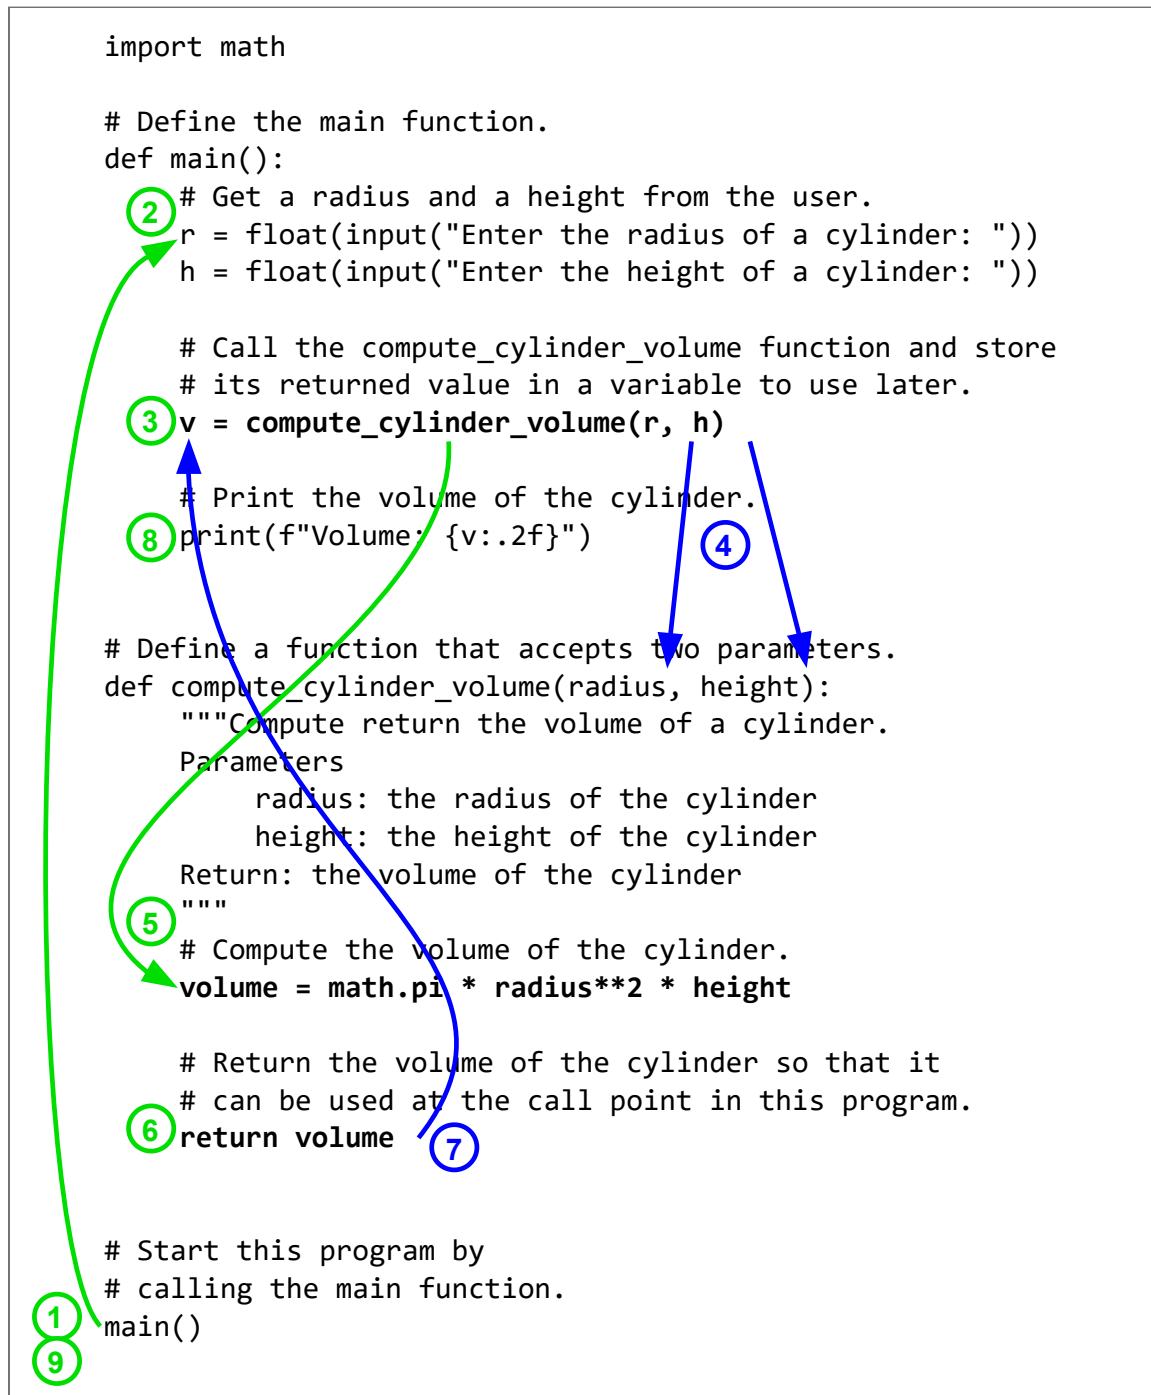 import math
# Define the main function.
def main():
# Get a radius and a height from the user.
2
r = float(input("Enter the radius of a cylinder: "))
h = float(input("Enter the height of a cylinder: "))
# Call the compute_cylinder_volume function and store
# its returned value in a variable to use later.
3 v = compute_cylinder_volume(r, h)
# Print the volume of the cylinder.
8 print(f"Volume: {v:.2f}") 4
# Define a function that accepts two parameters.
def compute_cylinder_volume(radius, height):
"""Compute return the volume of a cylinder.
Parameters
radius: the radius of the cylinder
height: the height of the cylinder
Return: the volume of the cylinder
5 """
# Compute the volume of the cylinder.
volume = math.pi * radius**2 * height
# Return the volume of the cylinder so that it
# can be used at the call point in this program.
6 return volume 7
# Start this program by
# calling the main function.
1 main()
9